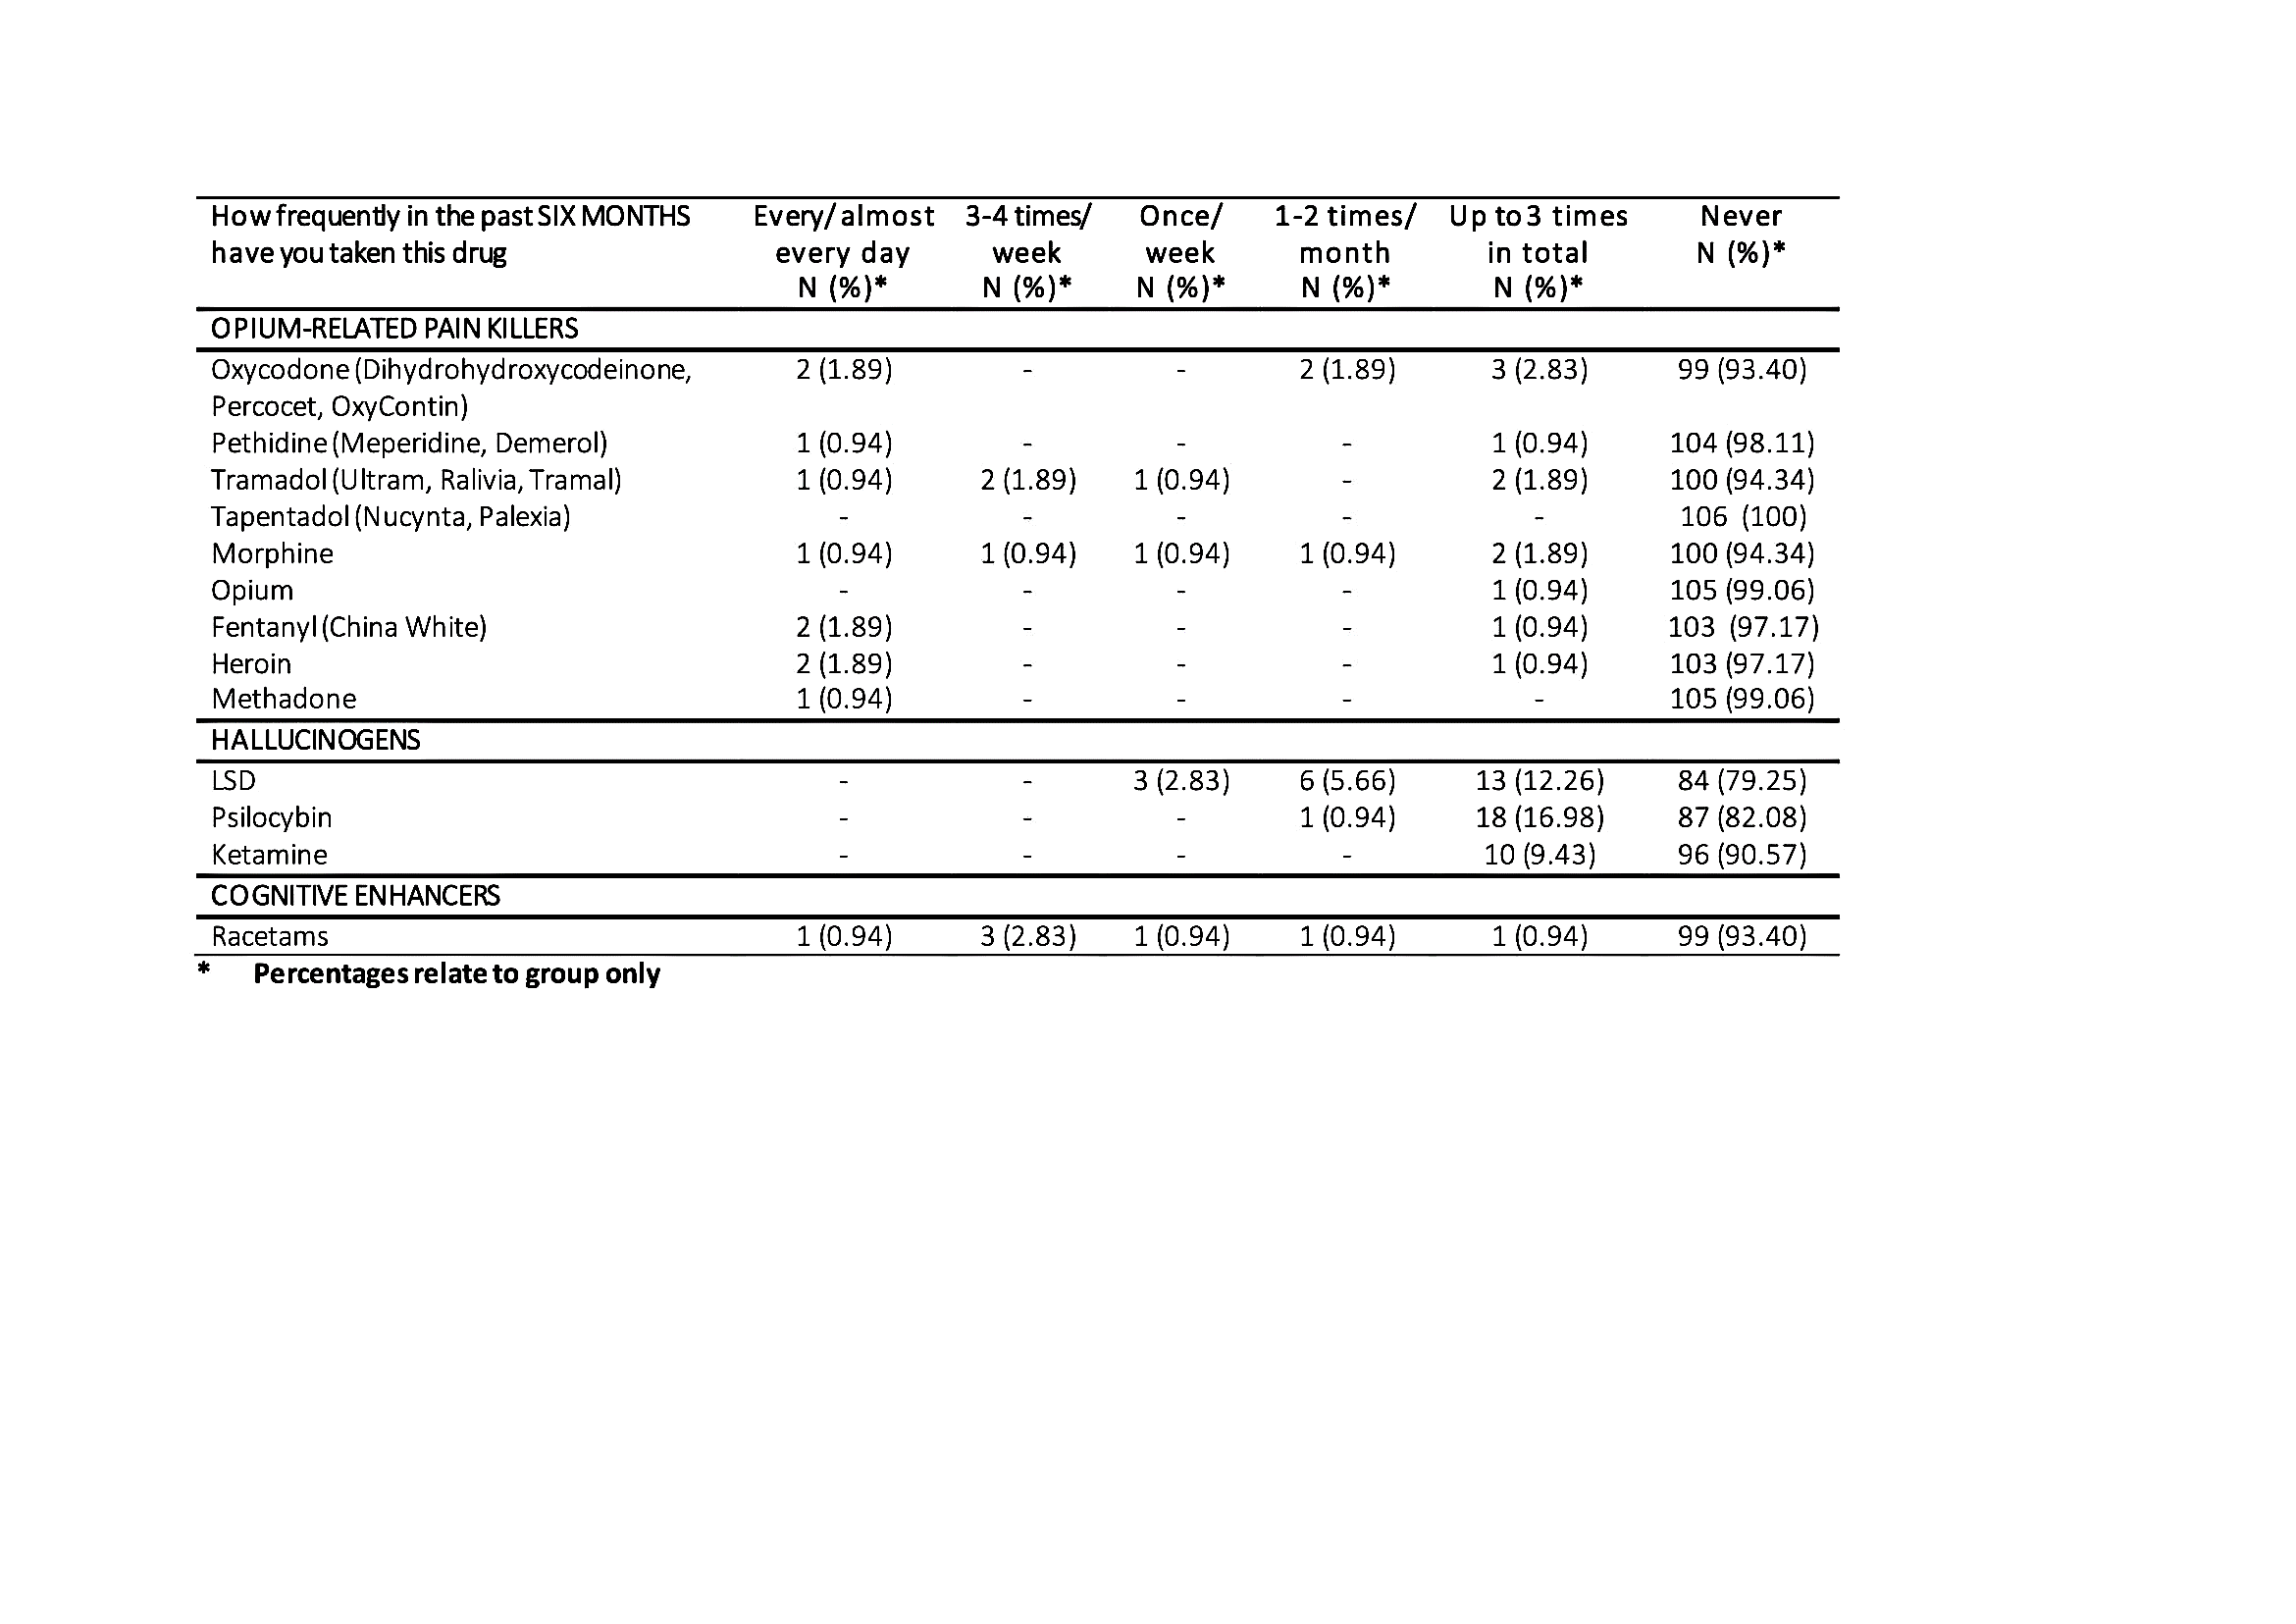 How frequently in the past SIX MONTHS Every/ almost 3-4 times/ Once/ 1-2 times/ Up to 3 times Never
have you taken this drug every day week week month in total N (%)*
N (%)* N (%)* N (%)* N (%)* N (%)*
OPIUM-RELATED PAIN KILLERS
Oxycodone (Dihydrohydroxycodeinone, 2 (1.89) - - 2 (1.89) 3 (2.83) 99 (93.40)
Percocet, OxyContin)
Pethidine (Meperidine, Demerol) 1 (0.94) - - - 1 (0.94) 104 (98.11)
Tramadol (Ultram, Ralivia, Tramal) 1 (0.94) 2 (1.89) 1 (0.94) - 2 (1.89) 100 (94.34)
Tapentadol (Nucynta, Palexia) - - - - - 106 (100)
Morphine 1 (0.94) 1 (0.94) 1 (0.94) 1 (0.94) 2 (1.89) 100 (94.34)
Opium - - - - 1 (0.94) 105 (99.06)
Fentanyl (China White) 2 (1.89) - - - 1 (0.94) 103 (97.17)
Heroin 2 (1.89) - - - 1 (0.94) 103 (97.17)
Methadone 1 (0.94) - - - - 105 (99.06)
HALLUCINOGENS
LSD - - 3 (2.83) 6 (5.66) 13 (12.26) 84 (79.25)
Psilocybin - - - 1 (0.94) 18 (16.98) 87 (82.08)
Ketamine - - - - 10 (9.43) 96 (90.57)
COGNITIVE ENHANCERS
Racetams 1 (0.94) 3 (2.83) 1 (0.94) 1 (0.94) 1 (0.94) 99 (93.40)
* Percentages relate to group only